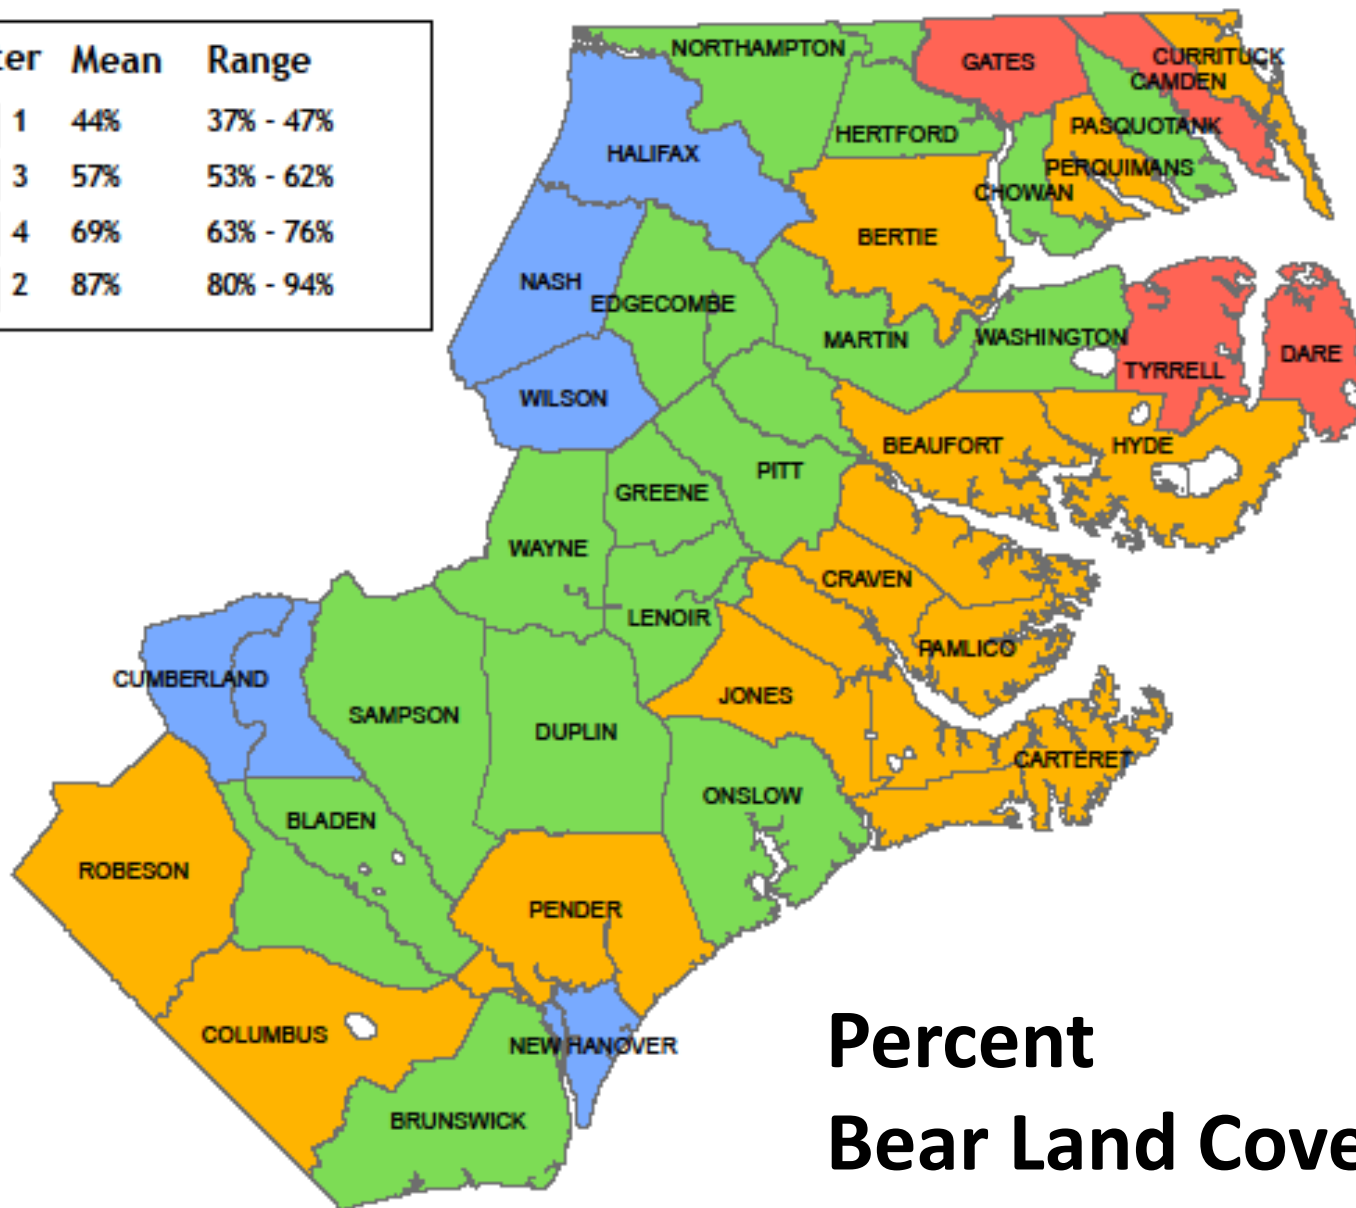 ter Mean Range
1 44% 37% - 47%
3 57% 53% - 62%
4 69% 63% - 76%
2 87% 80% - 94%
NORTHAMPTON
GATES
CURRITUCK
CAMDEN
HERTFORD
PASQUOTANK
HALIFAX
PERQUIMANS
CHOWAN
BERTIE
NASH
EDGECOMBE
MARTIN
WASHINGTON
DARE
TYRRELL
WILSON
BEAUFORT
HYDE
PITT
GREENE
WAYNE
CRAVEN
LENOIR
PAMLICO
CUMBERLAND
JONES
SAMPSON
DUPLIN
CARTERET
ONSLOW
BLADEN
ROBESON
PENDER
COLUMBUS
NEW HANOVER
BRUNSWICK
Percent
Bear Land Cove